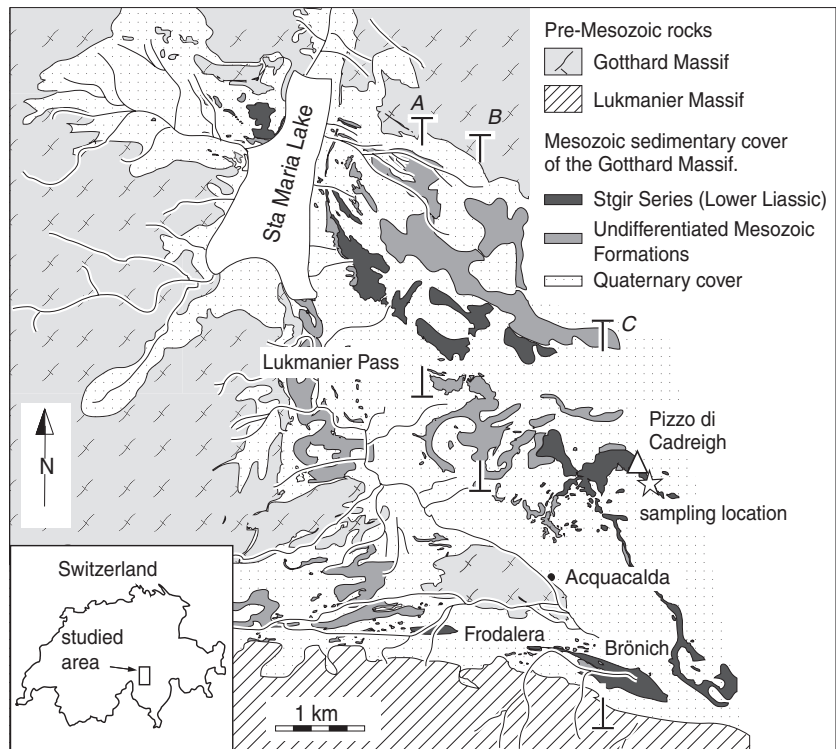 Pre-Mesozoic rocks
Gotthard Massif
Lukmanier Massif
Mesozoic sedimentary cover
of the Gotthard Massif.
Stgir Series (Lower Liassic)
Undifferentiated Mesozoic
Formations
Quaternary cover
A
B
Sta Maria Lake
C
Lukmanier Pass
Pizzo di
Cadreigh
N
sampling location
Switzerland
studied
area
Acquacalda
Frodalera
Brönich
1 km